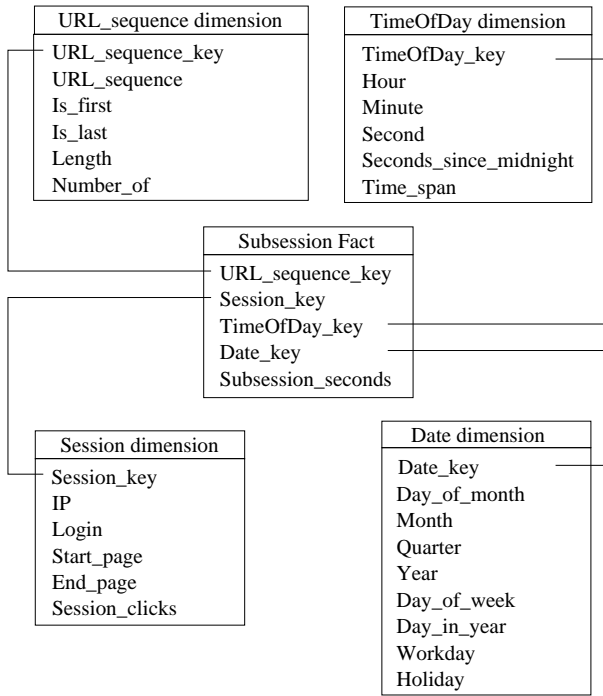 URL_sequence dimension
URL_sequence_key
URL_sequence
Is_first
Is_last
Length
Number_of
TimeOfDay dimension
TimeOfDay_key
Hour
Minute
Second
Seconds_since_midnight
Time_span
Subsession Fact
URL_sequence_key
Session_key
TimeOfDay_key
Date_key
Subsession_seconds
Session dimension
Session_key
IP
Login
Start_page
End_page
Session_clicks
Date dimension
Date_key
Day_of_month
Month
Quarter
Year
Day_of_week
Day_in_year
Workday
Holiday